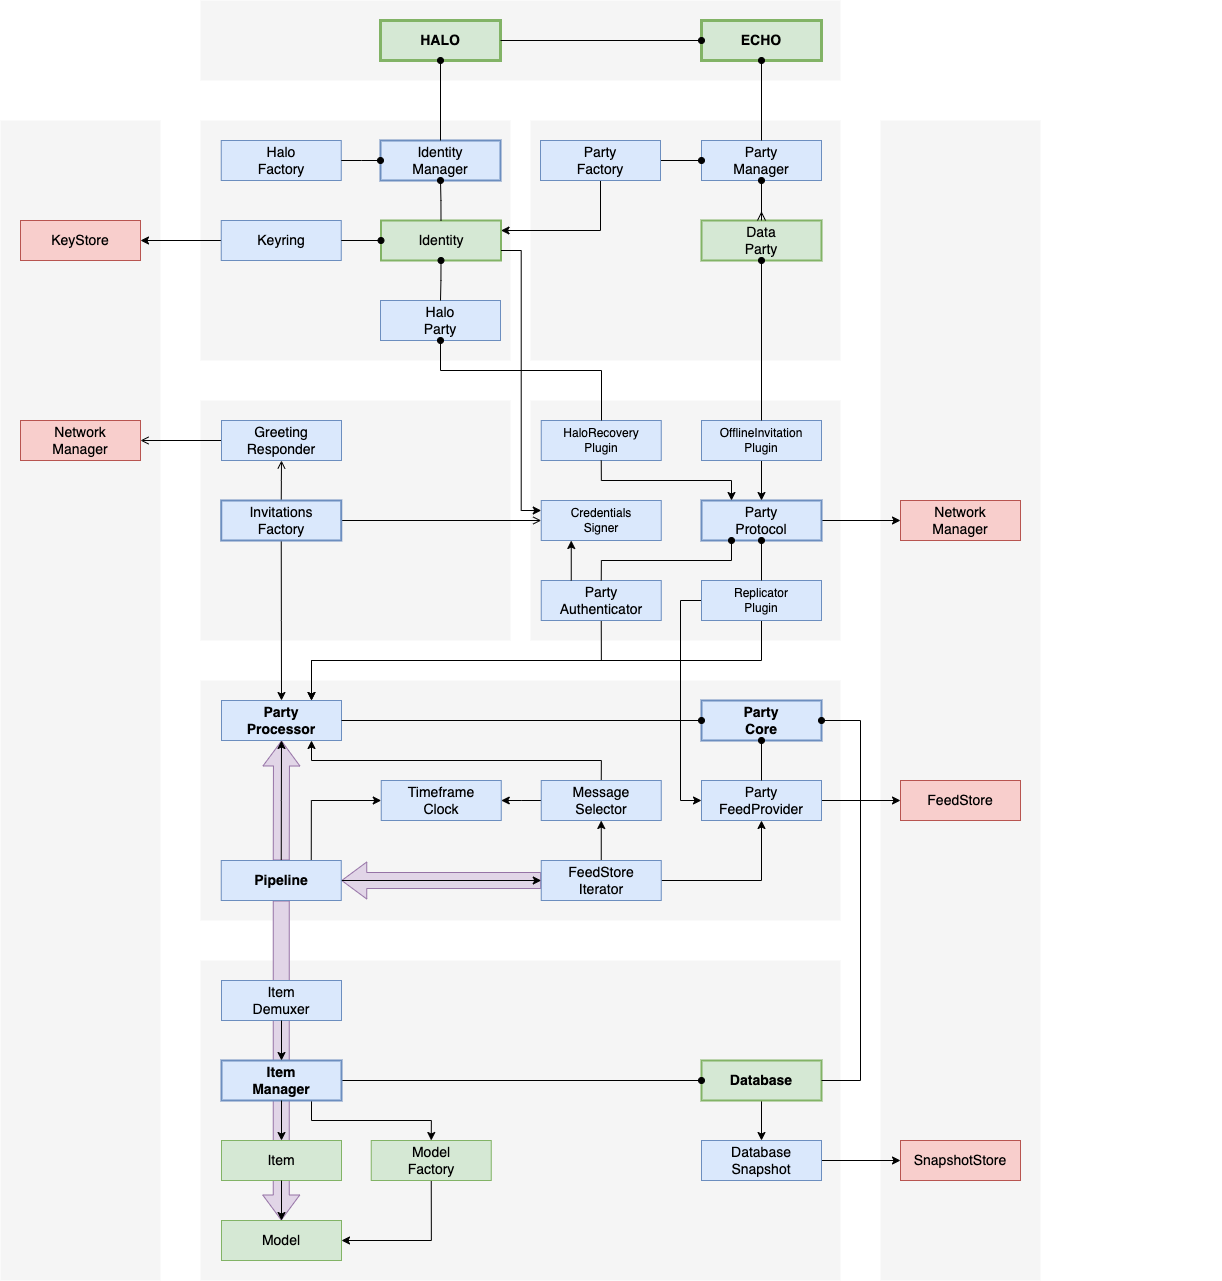 HALO
ECHO
Halo
Factory
Identity
Manager
Party
Factory
Party
Manager
KeyStore
Keyring
Identity
Data
Party
Halo
Party
Network
Manager
Greeting
Responder
HaloRecovery
Plugin
OfflineInvitation
Plugin
Invitations
Factory
Credentials
Signer
Party
Protocol
Network
Manager
Party
Authenticator
Replicator
Plugin
Party
Processor
Party
Core
Timeframe
Clock
Message
Selector
Party
FeedProvider
FeedStore
Pipeline
FeedStore
Iterator
Item
Demuxer
Item
Manager
Database
Item
Model
Factory
Database
Snapshot
SnapshotStore
Model